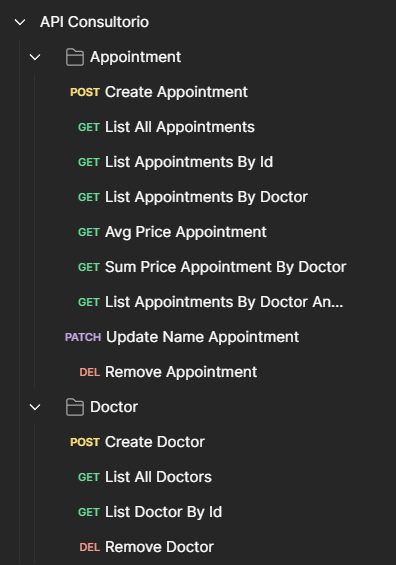 API Consultorio
Appointment
POST Create Appointment
GET List All Appointments
GET List Appointments By Id
GET List Appointments By Doctor
GET Avg Price Appointment
GET Sum Price Appointment By Doctor
GET List Appointments By Doctor An...
PATCH Update Name Appointment
DEL Remove Appointment
Doctor
POST Create Doctor
GET List All Doctors
GET List Doctor By Id
DEL Remove Doctor